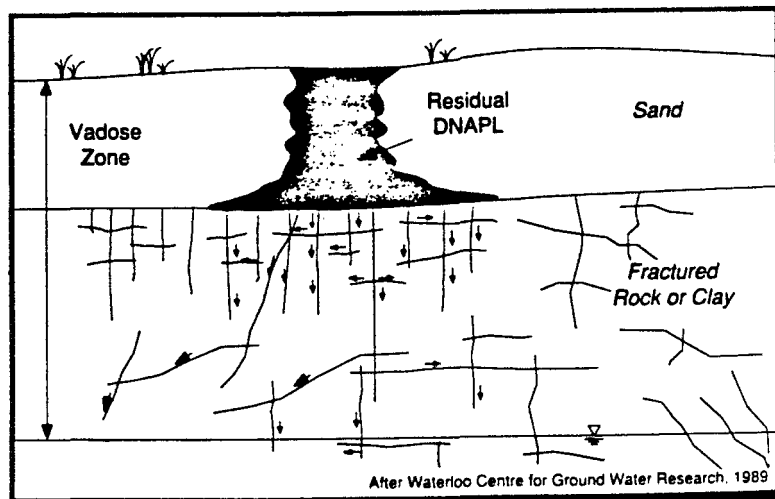 Vadose
Zone
Residual
DNAPL
Sand
Fractured
Rock or Clay
After Waterloo Centre for Ground Water Research, 1989